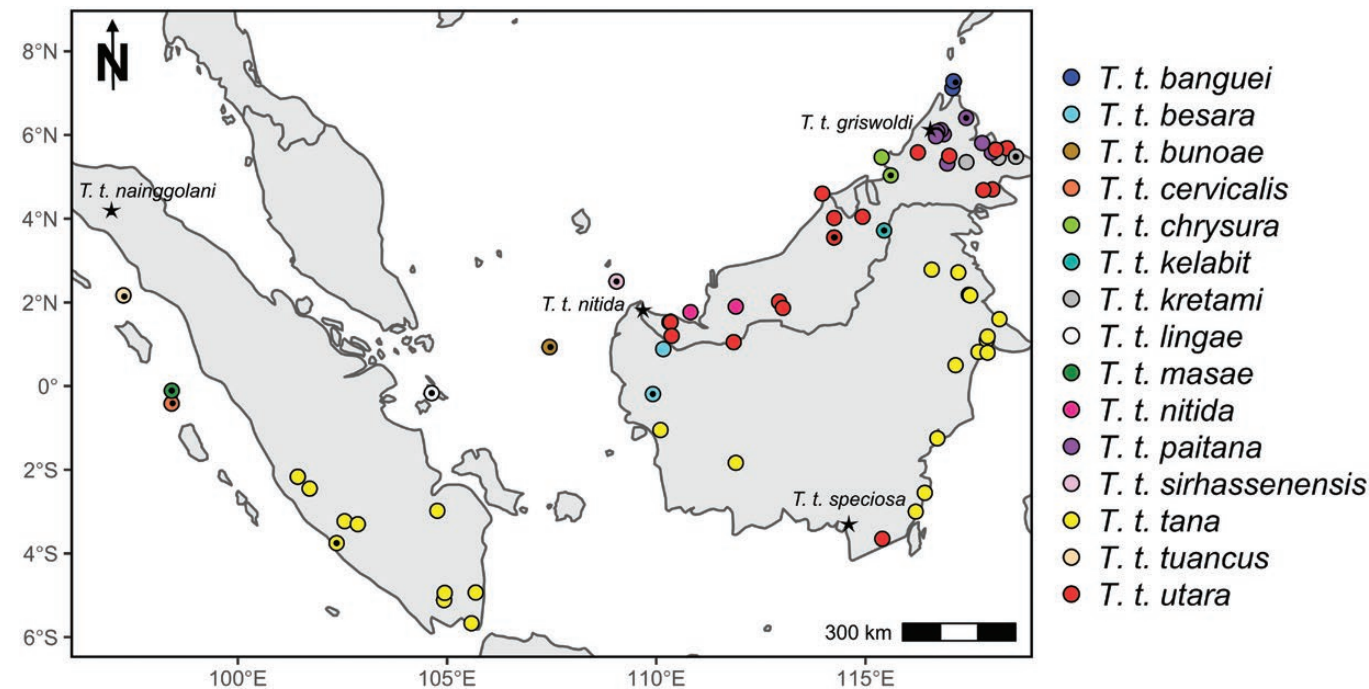 N
8°N
6°N
4°N
2°N
0°
2°S
4°S
6°S
T. t. griswoldi
T. t. nainggolani
T. t. nitida
T. t. speciosa
300 km
100°E
105°E
110°E
115°E
T. t. banguei
T. t. besara
T. t. bunoae
T. t. cervicalis
T. t. chrysura
T. t. kelabit
T. t. kretami
T. t. lingae
T. t. masae
T. t. nitida
T. t. paitana
T. t. sirhassenensis
T. t. tana
T. t. tuancus
T. t. utara